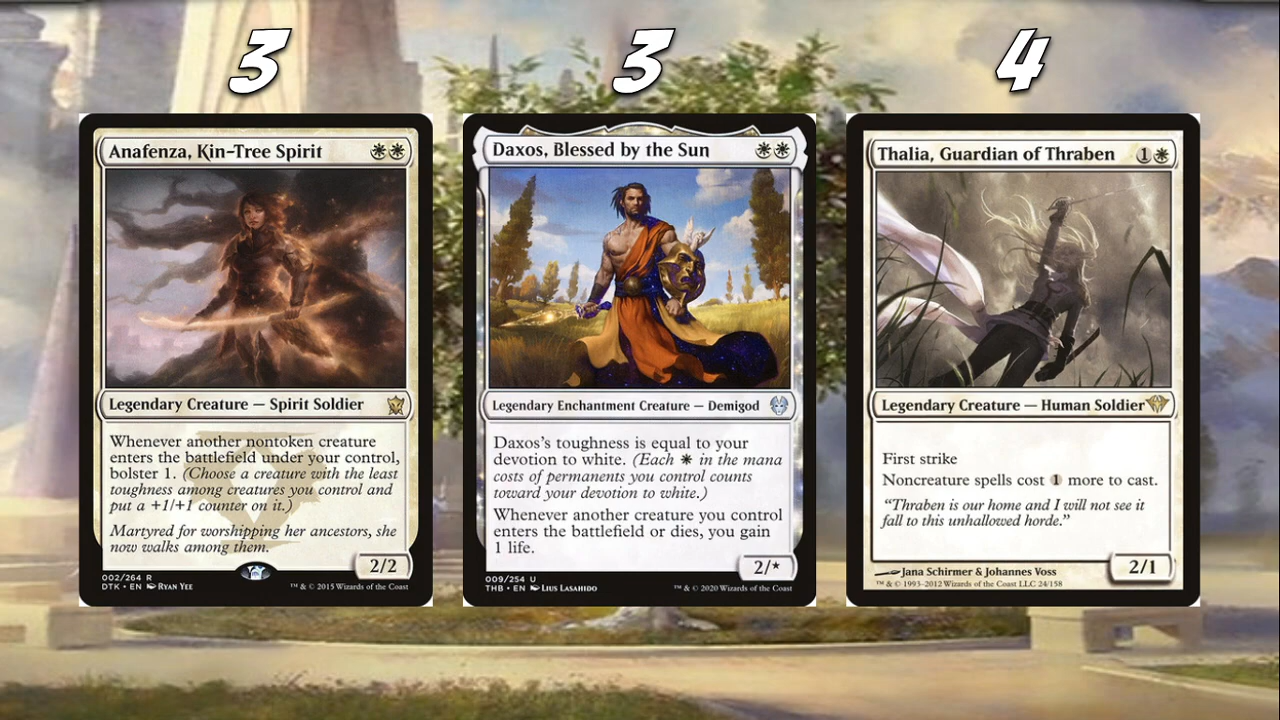 3
3
4
Anafenza, Kin-Tree Spirit
Legendary Creature — Spirit Soldier
Whenever another nontoken creature
enters the battlefield under your control,
bolster 1. (Choose a creature with the least
toughness among creatures you control and
put a +1/+1 counter on it.)
Martyred for worshipping her ancestors, she
now walks among them.
2/2
002/264 R
DTK • EN Ryan Yee
™ & © 2015 Wizards of the Coast
Daxos, Blessed by the Sun
Legendary Enchantment Creature — Demigod
Daxos's toughness is equal to your
devotion to white. (Each in the mana
costs of permanents you control counts
toward your devotion to white.)
Whenever another creature you control
enters the battlefield or dies, you gain
1 life.
2/★
009/254 U
THB • EN Lius Lasahido
™ & © 2020 Wizards of the Coast
Thalia, Guardian of Thraben 1
Legendary Creature — Human Soldier
First strike
Noncreature spells cost 1 more to cast.
"Thraben is our home and I will not see it
fall to this unhallowed horde."
2/1
Jana Schirmer & Johannes Voss
™ & © 1993–2012 Wizards of the Coast LLC 24/158